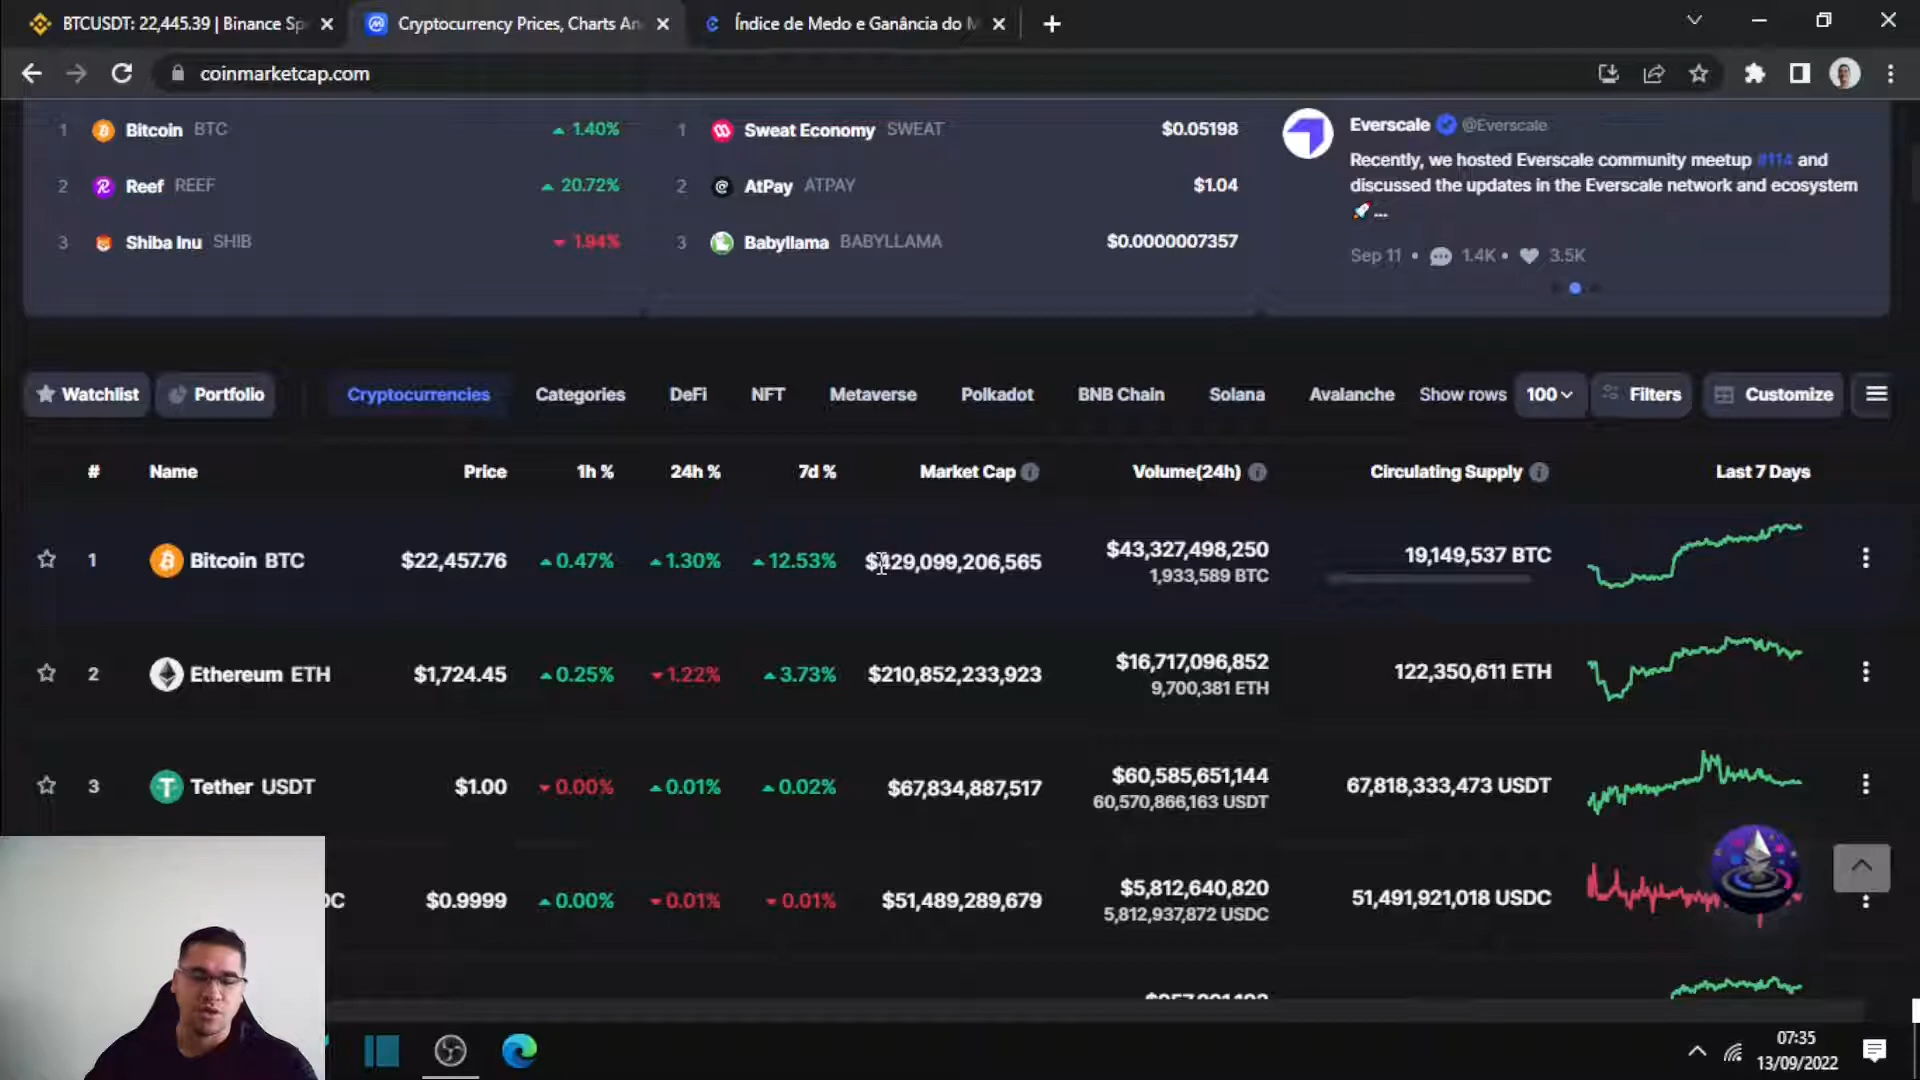 BTCUSDT: 22,445.39 | Binance Sp
Cryptocurrency Prices, Charts An
Índice de Medo e Ganância do M
coinmarketcap.com
1 Bitcoin BTC 1.40%
2 Reef REEF 20.72%
3 Shiba Inu SHIB 1.94%
1 Sweat Economy SWEAT $0.05198
2 AtPay ATPAY $1.04
3 Babyllama BABYLLAMA $0.0000007357
Everscale @Everscale
Recently, we hosted Everscale community meetup #114 and
discussed the updates in the Everscale network and ecosystem
...
Sep 11 • 1.4K • 3.5K
Watchlist Portfolio Cryptocurrencies Categories DeFi NFT Metaverse Polkadot BNB Chain Solana Avalanche Show rows 100 Filters Customize
# Name Price 1h % 24h % 7d % Market Cap Volume(24h) Circulating Supply Last 7 Days
1 Bitcoin BTC $22,457.76 0.47% 1.30% 12.53% $429,099,206,565 $43,327,498,250 19,149,537 BTC
1,933,589 BTC
2 Ethereum ETH $1,724.45 0.25% 1.22% 3.73% $210,852,233,923 $16,717,096,852 122,350,611 ETH
9,700,381 ETH
3 Tether USDT $1.00 0.00% 0.01% 0.02% $67,834,887,517 $60,585,651,144 67,818,333,473 USDT
60,570,866,163 USDT
DC $0.9999 0.00% 0.01% 0.01% $51,489,289,679 $5,812,640,820 51,491,921,018 USDC
5,812,937,872 USDC
07:35
13/09/2022